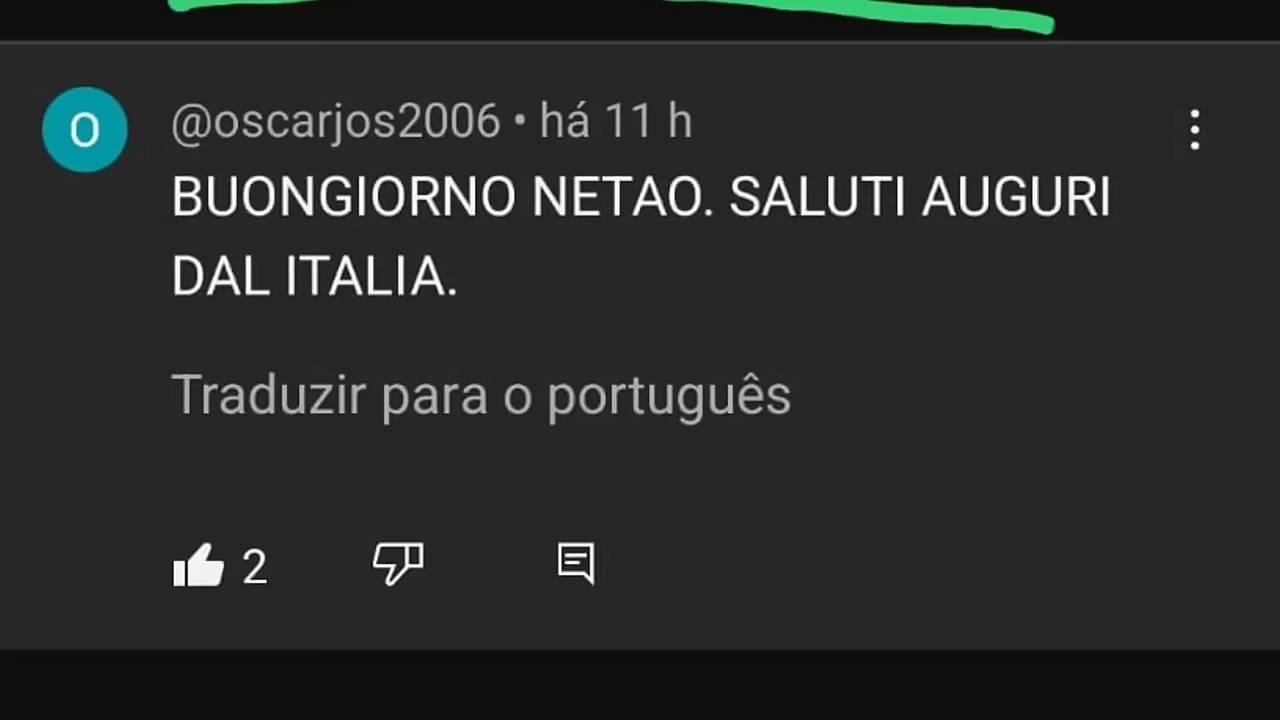 O
@oscarjos2006 • há 11 h
BUONGIORNO NETAO. SALUTI AUGURI
DAL ITALIA.
Traduzir para o português
2